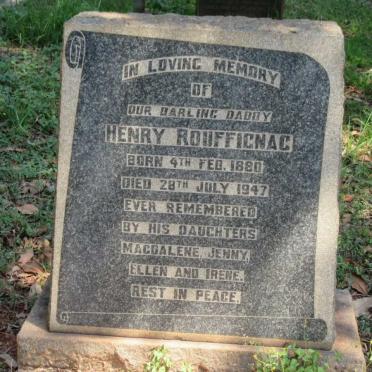 IN LOVING MEMORY
OF
OUR DARLING DADDY
HENRY ROUFFIGNAC
BORN 4TH FEB. 1880
DIED 28TH JULY 1947
EVER REMEMBERED
BY HIS DAUGHTERS
MAGDALENE, JENNY,
ELLEN AND IRENE.
REST IN PEACE.